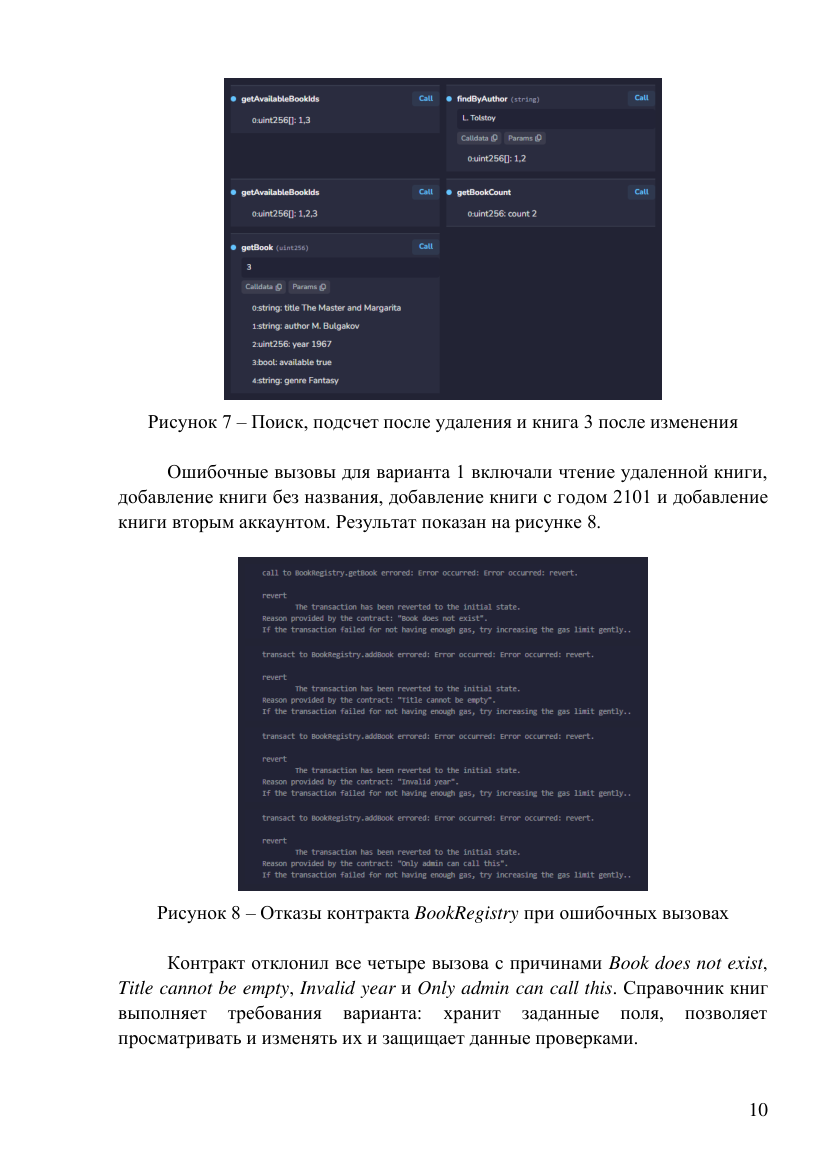 getAvailableBookIds Call
0:uint256[]: 1,3
findByAuthor (string) Call
L. Tolstoy
Calldata Params
0:uint256[]: 1,2
getAvailableBookIds Call
0:uint256[]: 1,2,3
getBookCount Call
0:uint256: count 2
getBook (uint256) Call
3
Calldata Params
0:string: title The Master and Margarita
1:string: author M. Bulgakov
2:uint256: year 1967
3:bool: available true
4:string: genre Fantasy
Рисунок 7 – Поиск, подсчет после удаления и книга 3 после изменения
Ошибочные вызовы для варианта 1 включали чтение удаленной книги,
добавление книги без названия, добавление книги с годом 2101 и добавление
книги вторым аккаунтом. Результат показан на рисунке 8.
call to BookRegistry.getBook errored: Error occurred: Error occurred: revert.
revert
The transaction has been reverted to the initial state.
Reason provided by the contract: "Book does not exist".
If the transaction failed for not having enough gas, try increasing the gas limit gently..
transact to BookRegistry.addBook errored: Error occurred: Error occurred: revert.
revert
The transaction has been reverted to the initial state.
Reason provided by the contract: "Title cannot be empty".
If the transaction failed for not having enough gas, try increasing the gas limit gently..
transact to BookRegistry.addBook errored: Error occurred: Error occurred: revert.
revert
The transaction has been reverted to the initial state.
Reason provided by the contract: "Invalid year".
If the transaction failed for not having enough gas, try increasing the gas limit gently..
transact to BookRegistry.addBook errored: Error occurred: Error occurred: revert.
revert
The transaction has been reverted to the initial state.
Reason provided by the contract: "Only admin can call this".
If the transaction failed for not having enough gas, try increasing the gas limit gently..
Рисунок 8 – Отказы контракта BookRegistry при ошибочных вызовах
Контракт отклонил все четыре вызова с причинами Book does not exist,
Title cannot be empty, Invalid year и Only admin can call this. Справочник книг
выполняет требования варианта: хранит заданные поля, позволяет
просматривать и изменять их и защищает данные проверками.
10